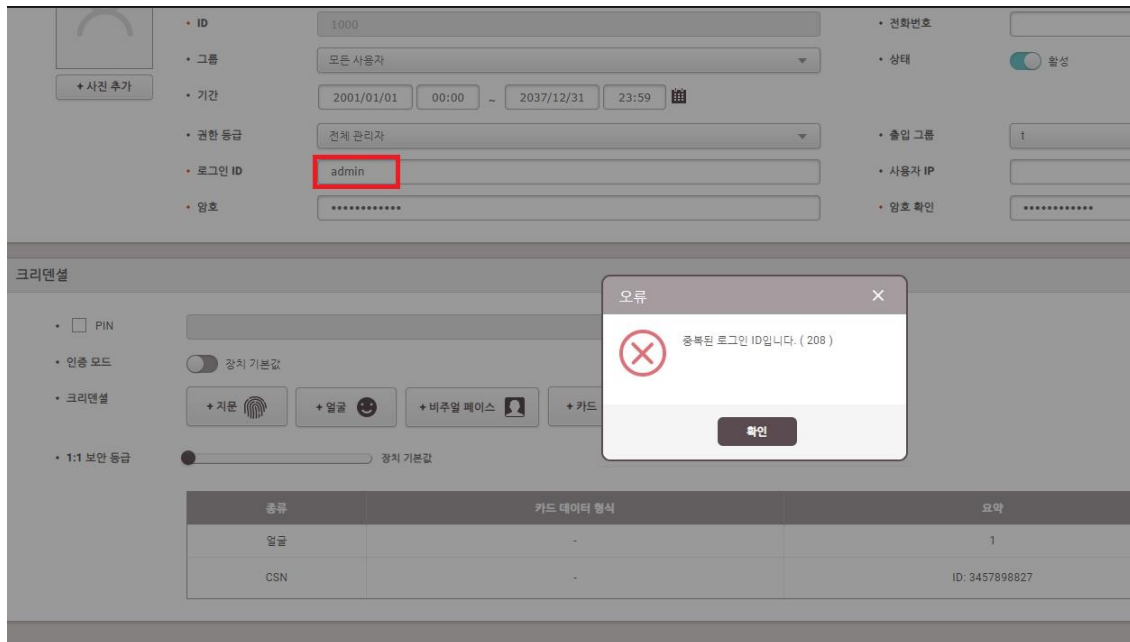 ID 1000 전화번호
그룹 모든 사용자 상태 활성
+ 사진 추가
기간 2001/01/01 00:00 ~ 2037/12/31 23:59
권한 등급 전체 관리자 출입 그룹 t
로그인 ID admin 사용자 IP
암호 •••••••••••• 암호 확인 ••••••••••••
크리덴셜
오류
PIN
중복된 로그인 ID입니다. ( 208 )
인증 모드 장치 기본값
크리덴셜 + 지문 + 얼굴 + 비주얼 페이스 + 카드
확인
1:1 보안 등급 장치 기본값
종류 카드 데이터 형식 요약
얼굴 - 1
CSN - ID: 3457898827